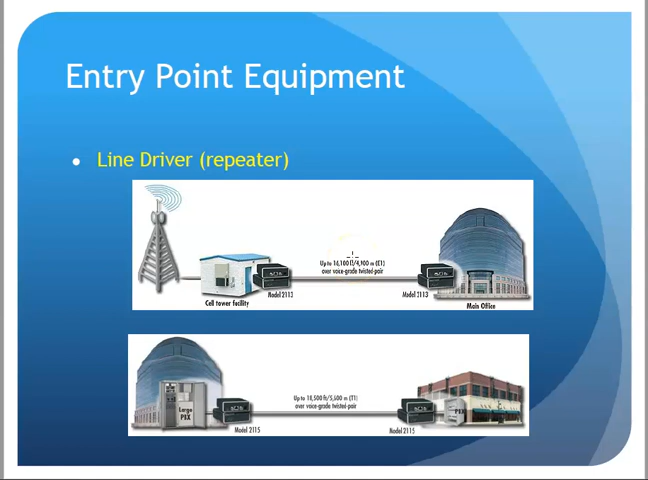 Entry Point Equipment
Line Driver (repeater)
Up to 16,100 ft/4,900 m (E1)
over voice-grade twisted-pair
Cell tower facility
Model 2113
Model 2113
Main Office
Large
PBX
Up to 18,500 ft/5,600 m (T1)
over voice-grade twisted-pair
PBX
Model 2115
Model 2115